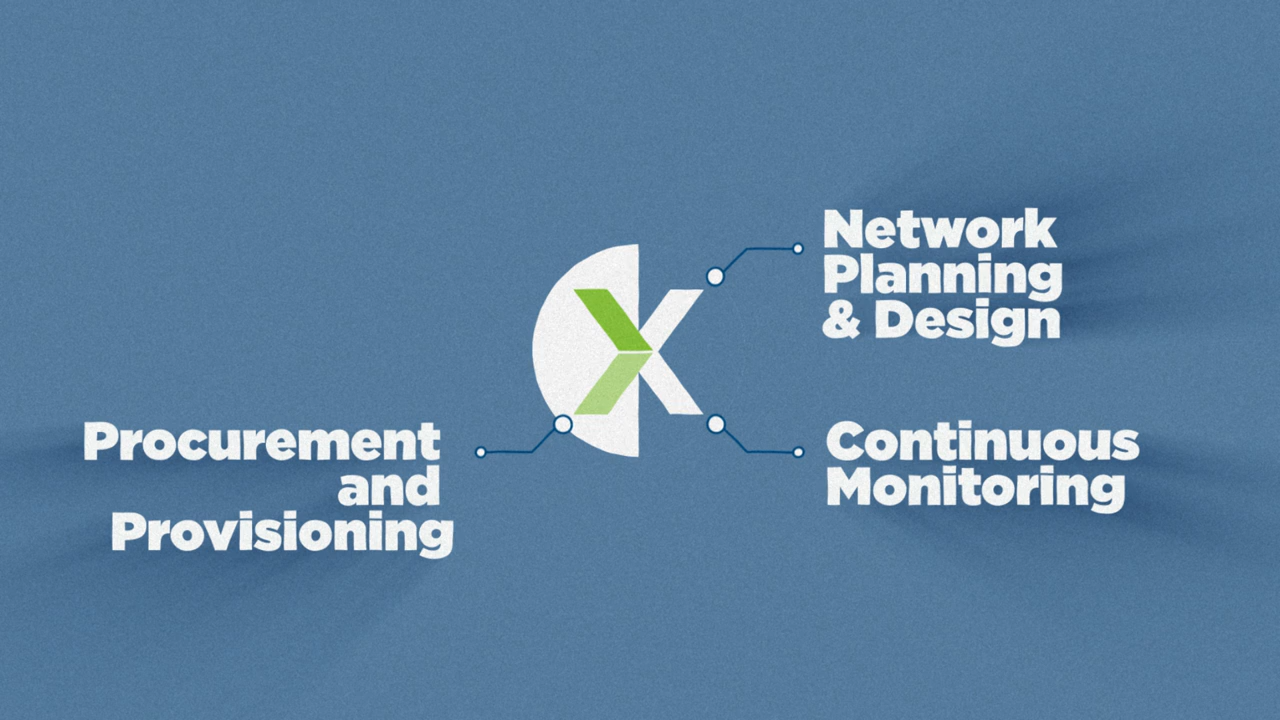 Network
Planning
& Design
Procurement
and
Provisioning
Continuous
Monitoring
X